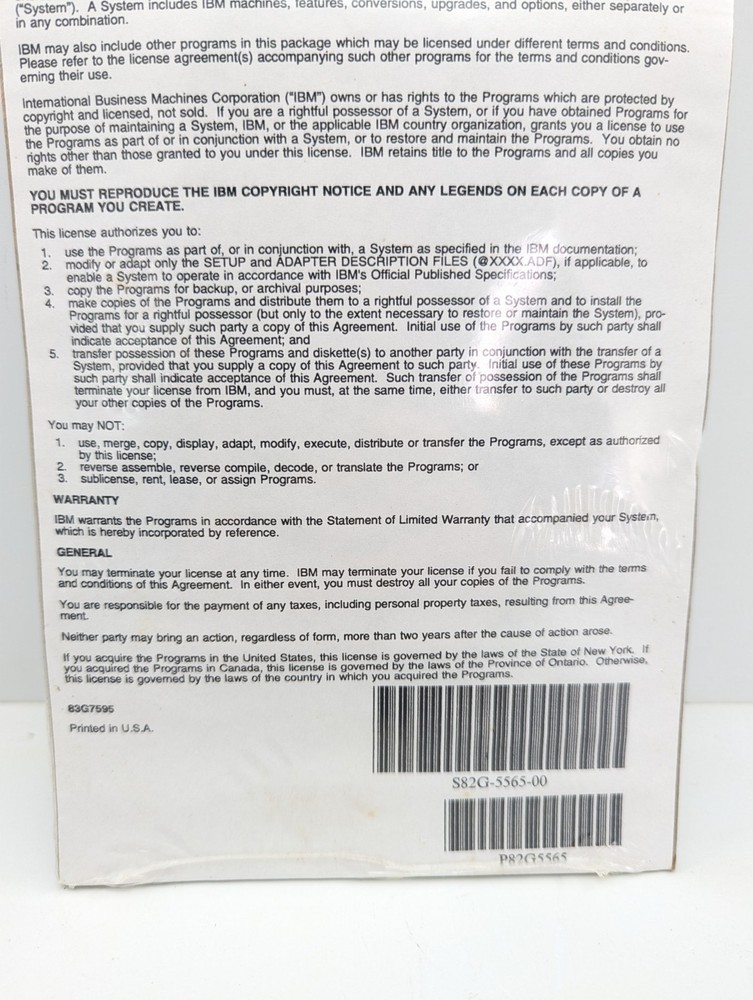 ("System"). A System includes IBM machines, features, conversions, upgrades, and options, either separately or
in any combination.
IBM may also include other programs in this package which may be licensed under different terms and conditions.
Please refer to the license agreement(s) accompanying such other programs for the terms and conditions gov-
erning their use.
International Business Machines Corporation ("IBM") owns or has rights to the Programs which are protected by
copyright and licensed, not sold. If you are a rightful possessor of a System, or if you have obtained Programs for
the purpose of maintaining a System, IBM, or the applicable IBM country organization, grants you a license to use
the Programs as part of or in conjunction with a System, or to restore and maintain the Programs. You obtain no
rights other than those granted to you under this license. IBM retains title to the Programs and all copies you
make of them.
YOU MUST REPRODUCE THE IBM COPYRIGHT NOTICE AND ANY LEGENDS ON EACH COPY OF A
PROGRAM YOU CREATE.
This license authorizes you to:
1. use the Programs as part of, or in conjunction with, a System as specified in the IBM documentation;
2. modify or adapt only the SETUP and ADAPTER DESCRIPTION FILES (@XXXX.ADF), if applicable, to
enable a System to operate in accordance with IBM's Official Published Specifications;
3. copy the Programs for backup, or archival purposes;
4. make copies of the Programs and distribute them to a rightful possessor of a System and to install the
Programs for a rightful possessor (but only to the extent necessary to restore or maintain the System), pro-
vided that you supply such party a copy of this Agreement. Initial use of the Programs by such party shall
indicate acceptance of this Agreement; and
5. transfer possession of these Programs and diskette(s) to another party in conjunction with the transfer of a
System, provided that you supply a copy of this Agreement to such party. Initial use of these Programs by
such party shall indicate acceptance of this Agreement. Such transfer of possession of the Programs shall
terminate your license from IBM, and you must, at the same time, either transfer to such party or destroy all
your other copies of the Programs.
You may NOT:
1. use, merge, copy, display, adapt, modify, execute, distribute or transfer the Programs, except as authorized
by this license;
2. reverse assemble, reverse compile, decode, or translate the Programs; or
3. sublicense, rent, lease, or assign Programs.
WARRANTY
IBM warrants the Programs in accordance with the Statement of Limited Warranty that accompanied your System,
which is hereby incorporated by reference.
GENERAL
You may terminate your license at any time. IBM may terminate your license if you fail to comply with the terms
and conditions of this Agreement. In either event, you must destroy all your copies of the Programs.
You are responsible for the payment of any taxes, including personal property taxes, resulting from this Agree-
ment.
Neither party may bring an action, regardless of form, more than two years after the cause of action arose.
If you acquire the Programs in the United States, this license is governed by the laws of the State of New York. If
you acquired the Programs in Canada, this license is governed by the laws of the Province of Ontario. Otherwise,
this license is governed by the laws of the country in which you acquired the Programs.
83G7595
Printed in U.S.A.
S82G-5565-00
P82G5565